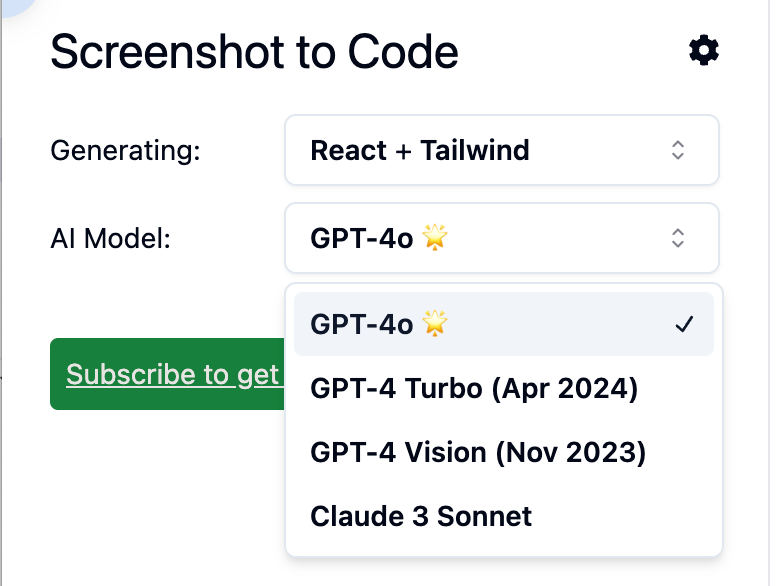 Screenshot to Code
Generating:
React + Tailwind
AI Model:
GPT-4o 🌟
GPT-4o 🌟
Subscribe to get
GPT-4 Turbo (Apr 2024)
GPT-4 Vision (Nov 2023)
Claude 3 Sonnet